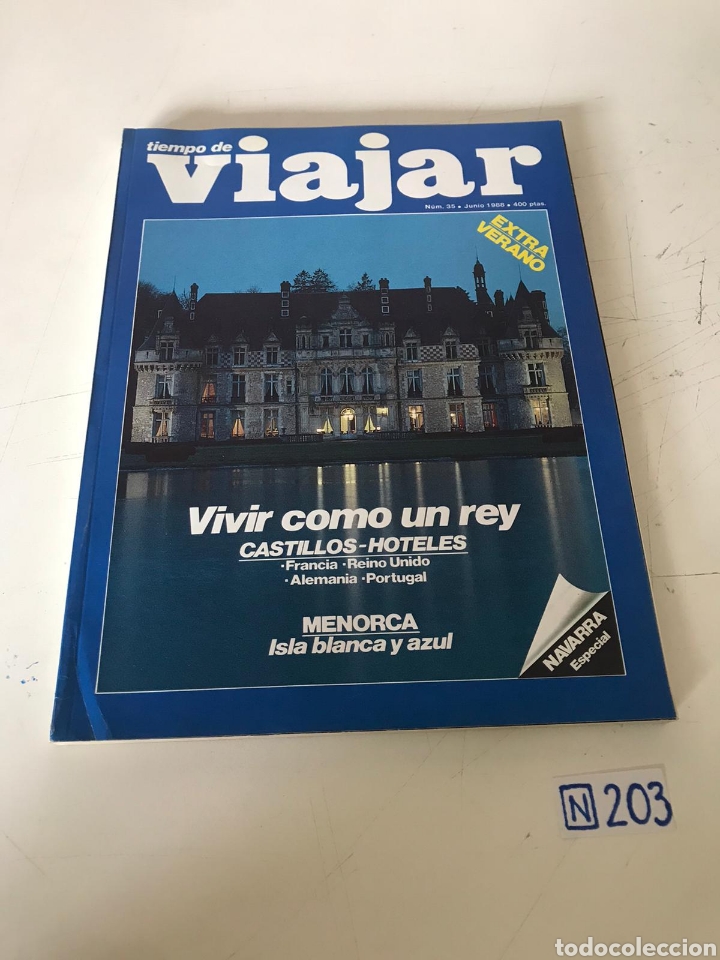 tiempo de
viajar
Núm. 35 • Junio 1988 • 400 ptas.
EXTRA
VERANO
Vivir como un rey
CASTILLOS-HOTELES
·Francia ·Reino Unido
·Alemania ·Portugal
MENORCA
Isla blanca y azul
NAVARRA
Especial
N 203
todocoleccion